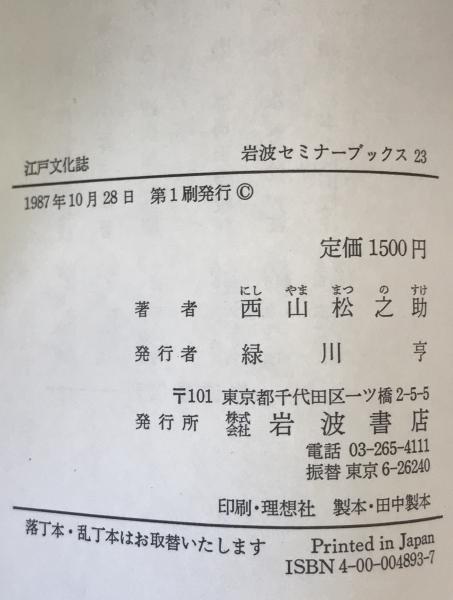 江戸文化誌 岩波セミナーブックス 23
1987年10月28日 第1刷発行 ©
定価 1500円
にし やま まつ の すけ
著者 西山松之助
発行者 緑川亨
〒101 東京都千代田区一ツ橋2-5-5
発行所 株式会社 岩波書店
電話 03-265-4111
振替 東京 6-26240
印刷・理想社 製本・田中製本
落丁本・乱丁本はお取替いたします Printed in Japan
ISBN 4-00-004893-7